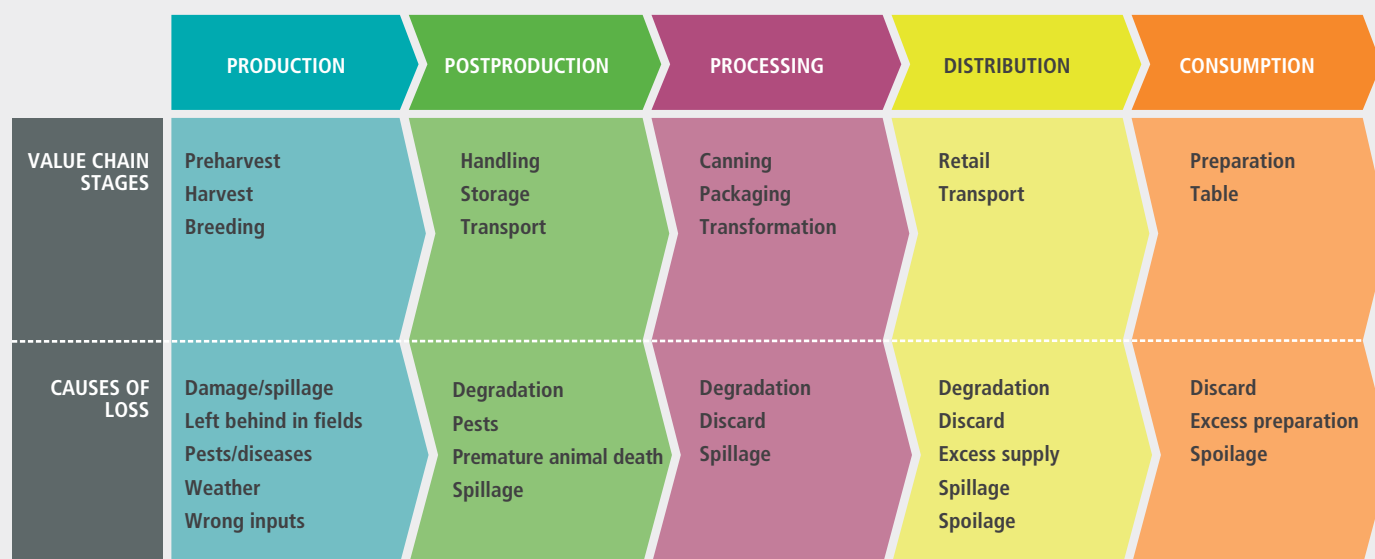 PRODUCTION
POSTPRODUCTION
PROCESSING
DISTRIBUTION
CONSUMPTION
VALUE CHAIN
STAGES
Preharvest
Harvest
Breeding
Handling
Storage
Transport
Canning
Packaging
Transformation
Retail
Transport
Preparation
Table
CAUSES OF
LOSS
Damage/spillage
Left behind in fields
Pests/diseases
Weather
Wrong inputs
Degradation
Pests
Premature animal death
Spillage
Degradation
Discard
Spillage
Degradation
Discard
Excess supply
Spillage
Spoilage
Discard
Excess preparation
Spoilage